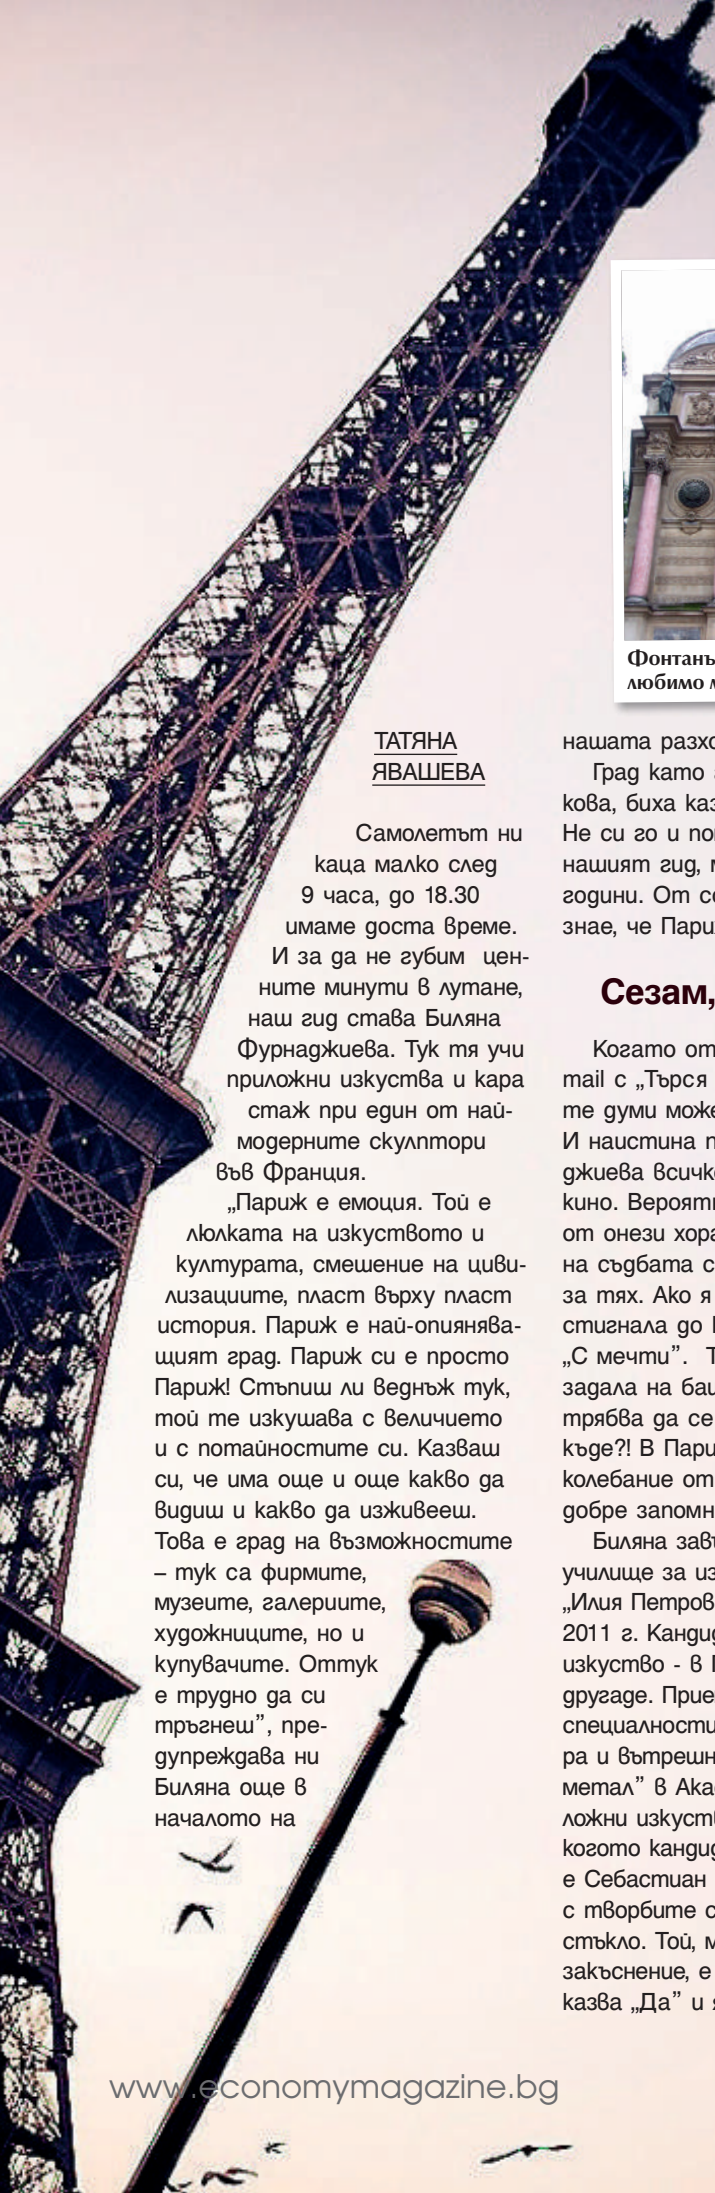 Фонтанъ
любимо
ТАТЯНА
ЯВАШЕВА
Самолетът ни
каца малко след
9 часа, до 18.30
имаме доста време.
И за да не губим цен-
ните минути в лутане,
наш гид става Биляна
Фурнаджиева. Тук тя учи
приложни изкуства и кара
стаж при един от най-
модерните скулптори
във Франция.
„Париж е емоция. Той е
люлката на изкуството и
културата, смешение на циви-
лизациите, пласт върху пласт
история. Париж е най-опиянява-
щият град. Париж си е просто
Париж! Стъпиш ли веднъж тук,
той те изкушава с величието
и с потайностите си. Казваш
си, че има още и още какво да
видиш и какво да изживееш.
Това е град на възможностите
– тук са фирмите,
музеите, галериите,
художниците, но и
купувачите. Оттук
е трудно да си
тръгнеш”, пре-
дупреждава ни
Биляна още в
началото на
нашата разхо
Град като
кова, биха каз
Не си го и по
нашият гид,
години. От с
знае, че Пари
Сезам,
Когато от
mail с „Търся
те думи може
И наистина п
джиева всичк
кино. Вероят
от онези хора
на съдбата с
за тях. Ако я
стигнала до
„С мечти”. Т
задала на ба
трябва да се
къде?! В Пари
колебание от
добре запомн
Биляна завъ
училище за из
„Илия Петров
2011 г. Кандид
изкуство - в
другаде. Прие
специалности
ра и вътрешн
метал” в Ака
ложни изкуст
когото кандид
е Себастиан
с творбите с
стъкло. Той, м
закъснение, е
казва „Да” и я
www.economymagazine.bg